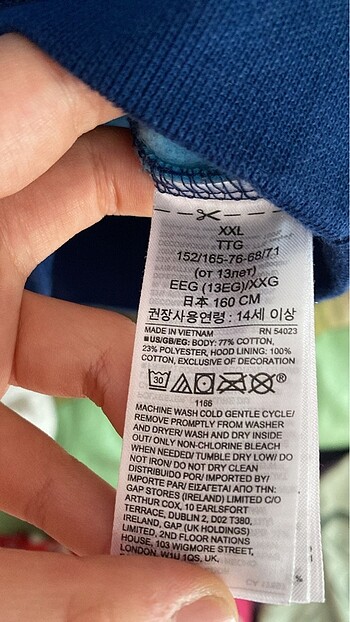 XXL
TTG
152/165-76-68/71
(от 13лет)
EEG (13EG)/XXG
日本 160 CM
권장사용연령 : 14세 이상
MADE IN VIETNAM RN 54023
■US/GB/EG: BODY: 77% COTTON,
23% POLYESTER, HOOD LINING: 100%
COTTON, EXCLUSIVE OF DECORATION
30 ®
1166
MACHINE WASH COLD GENTLE CYCLE/
REMOVE PROMPTLY FROM WASHER
AND DRYER/ WASH AND DRY INSIDE
OUT/ ONLY NON-CHLORINE BLEACH
WHEN NEEDED/ TUMBLE DRY LOW/ DO
NOT IRON/ DO NOT DRY CLEAN
DISTRIBUIDO POR/ IMPORTED BY/
IMPORTE PAR/ ΕΙΣΑΓΕΤΑΙ ΑΠΟ ΤΗΝ:
GAP STORES (IRELAND) LIMITED C/O
ARTHUR COX, 10 EARLSFORT
TERRACE, DUBLIN 2, D02 T380,
IRELAND, GAP (UK HOLDINGS)
LIMITED, 2ND FLOOR NATIONS
HOUSE, 103 WIGMORE STREET,
LONDON, W1U 1QS, UK,